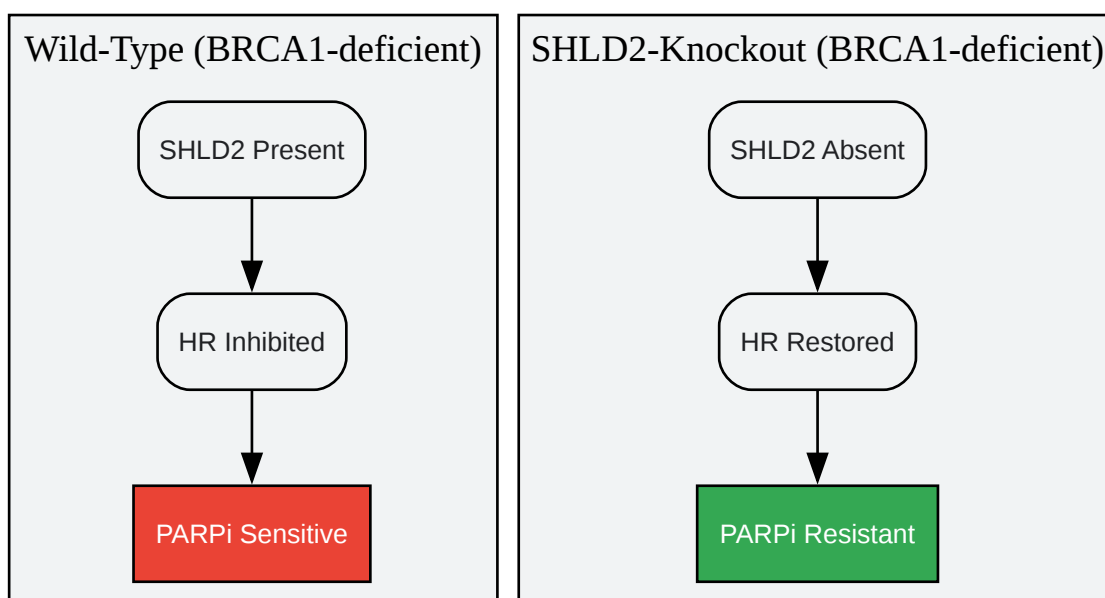 Wild-Type (BRCA1-deficient)
SHLD2 Present
HR Inhibited
PARPi Sensitive
SHLD2-Knockout (BRCA1-deficient)
SHLD2 Absent
HR Restored
PARPi Resistant